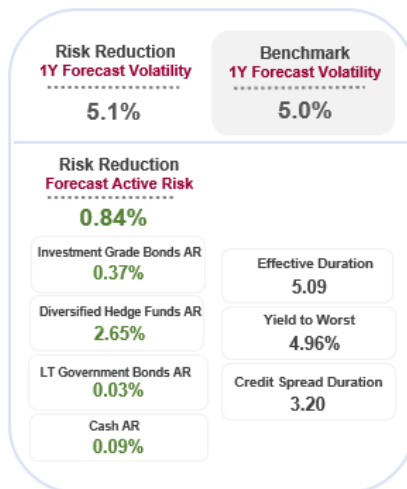 Risk Reduction
1Y Forecast Volatility
5.1%
Benchmark
1Y Forecast Volatility
5.0%
Risk Reduction
Forecast Active Risk
0.84%
Investment Grade Bonds AR
0.37%
Diversified Hedge Funds AR
2.65%
LT Government Bonds AR
0.03%
Cash AR
0.09%
Effective Duration
5.09
Yield to Worst
4.96%
Credit Spread Duration
3.20